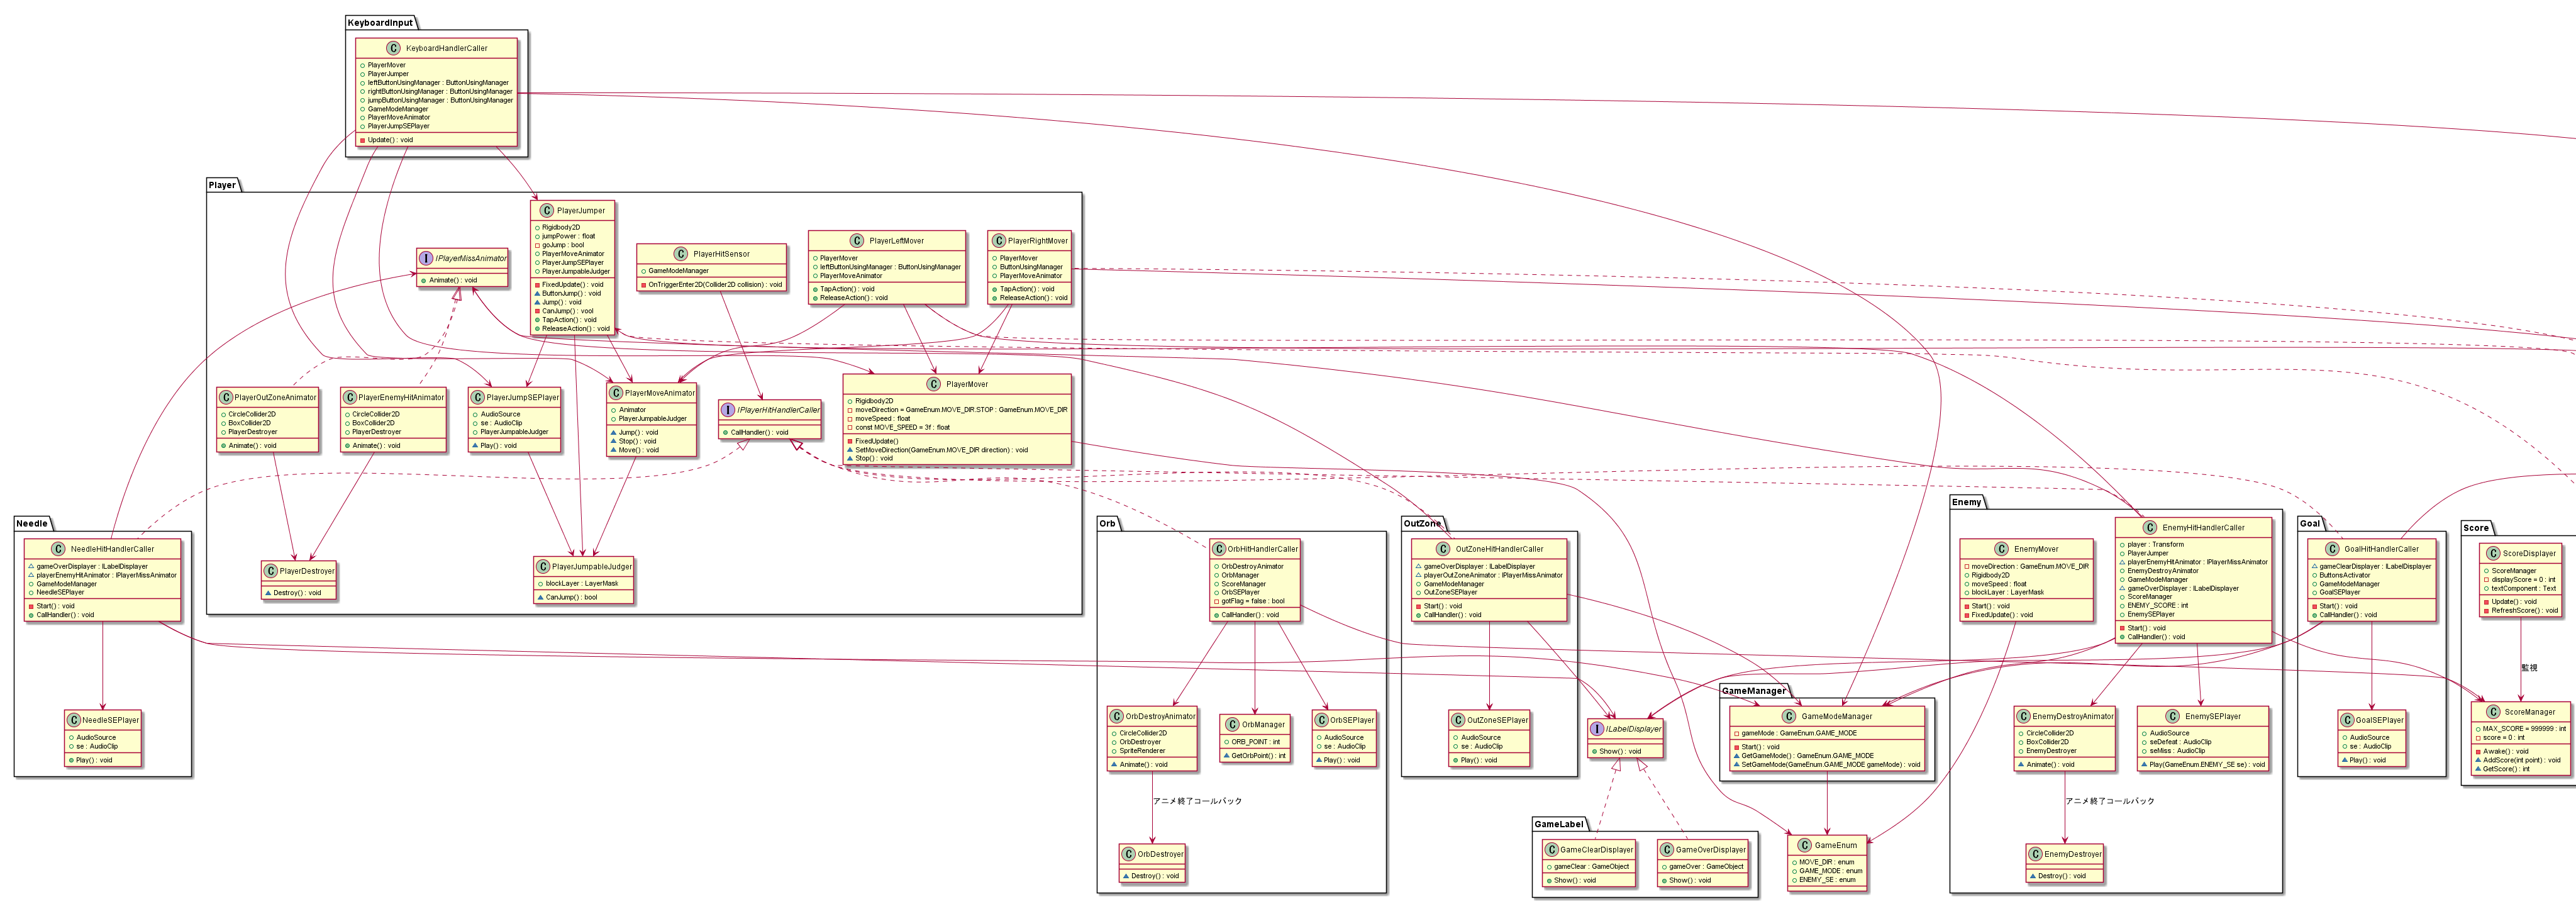 KeyboardInput
KeyboardHandlerCaller
PlayerMover
PlayerJumper
leftButtonUsingManager : ButtonUsingManager
rightButtonUsingManager : ButtonUsingManager
jumpButtonUsingManager : ButtonUsingManager
GameModeManager
PlayerMoveAnimator
PlayerJumpSEPlayer
Update() : void
Player
PlayerJumper
Rigidbody2D
jumpPower : float
goJump : bool
PlayerMoveAnimator
PlayerJumpSEPlayer
PlayerJumpableJudger
FixedUpdate() : void
ButtonJump() : void
Jump() : void
CanJump() : vool
TapAction() : void
ReleaseAction() : void
IPlayerMissAnimator
Animate() : void
PlayerHitSensor
GameModeManager
OnTriggerEnter2D(Collider2D collision) : void
PlayerLeftMover
PlayerMover
leftButtonUsingManager : ButtonUsingManager
PlayerMoveAnimator
TapAction() : void
ReleaseAction() : void
PlayerRightMover
PlayerMover
ButtonUsingManager
PlayerMoveAnimator
TapAction() : void
ReleaseAction() : void
PlayerOutZoneAnimator
CircleCollider2D
BoxCollider2D
PlayerDestroyer
Animate() : void
PlayerEnemyHitAnimator
CircleCollider2D
BoxCollider2D
PlayerDestroyer
Animate() : void
PlayerJumpSEPlayer
AudioSource
se : AudioClip
PlayerJumpableJudger
Play() : void
PlayerMoveAnimator
Animator
PlayerJumpableJudger
Jump() : void
Stop() : void
Move() : void
IPlayerHitHandlerCaller
CallHandler() : void
PlayerMover
Rigidbody2D
moveDirection = GameEnum.MOVE_DIR.STOP : GameEnum.MOVE_DIR
moveSpeed : float
const MOVE_SPEED = 3f : float
FixedUpdate()
SetMoveDirection(GameEnum.MOVE_DIR direction) : void
Stop() : void
PlayerDestroyer
Destroy() : void
PlayerJumpableJudger
blockLayer : LayerMask
CanJump() : bool
Needle
NeedleHitHandlerCaller
gameOverDisplayer : ILabelDisplayer
playerEnemyHitAnimator : IPlayerMissAnimator
GameModeManager
NeedleSEPlayer
Start() : void
CallHandler() : void
NeedleSEPlayer
AudioSource
se : AudioClip
Play() : void
Orb
OrbHitHandlerCaller
OrbDestroyAnimator
OrbManager
ScoreManager
OrbSEPlayer
gotFlag = false : bool
CallHandler() : void
OrbDestroyAnimator
CircleCollider2D
OrbDestroyer
SpriteRenderer
Animate() : void
OrbManager
ORB_POINT : int
GetOrbPoint() : int
OrbSEPlayer
AudioSource
se : AudioClip
Play() : void
アニメ終了コールバック
OrbDestroyer
Destroy() : void
OutZone
OutZoneHitHandlerCaller
gameOverDisplayer : ILabelDisplayer
playerOutZoneAnimator : IPlayerMissAnimator
GameModeManager
OutZoneSEPlayer
Start() : void
CallHandler() : void
OutZoneSEPlayer
AudioSource
se : AudioClip
Play() : void
ILabelDisplayer
Show() : void
GameManager
GameModeManager
gameMode : GameEnum.GAME_MODE
Start() : void
GetGameMode() : GameEnum.GAME_MODE
SetGameMode(GameEnum.GAME_MODE gameMode) : void
GameLabel
GameClearDisplayer
gameClear : GameObject
Show() : void
GameOverDisplayer
gameOver : GameObject
Show() : void
GameEnum
MOVE_DIR : enum
GAME_MODE : enum
ENEMY_SE : enum
Enemy
EnemyMover
moveDirection : GameEnum.MOVE_DIR
Rigidbody2D
moveSpeed : float
blockLayer : LayerMask
Start() : void
FixedUpdate() : void
EnemyHitHandlerCaller
player : Transform
PlayerJumper
playerEnemyHitAnimator : IPlayerMissAnimator
EnemyDestroyAnimator
GameModeManager
gameOverDisplayer : ILabelDisplayer
ScoreManager
ENEMY_SCORE : int
EnemySEPlayer
Start() : void
CallHandler() : void
EnemyDestroyAnimator
CircleCollider2D
BoxCollider2D
EnemyDestroyer
Animate() : void
EnemySEPlayer
AudioSource
seDefeat : AudioClip
seMiss : AudioClip
Play(GameEnum.ENEMY_SE se) : void
アニメ終了コールバック
EnemyDestroyer
Destroy() : void
Goal
GoalHitHandlerCaller
gameClearDisplayer : ILabelDisplayer
ButtonsActivator
GameModeManager
GoalSEPlayer
Start() : void
CallHandler() : void
GoalSEPlayer
AudioSource
se : AudioClip
Play() : void
Score
ScoreDisplayer
ScoreManager
displayScore = 0 : int
textComponent : Text
Update() : void
RefreshScore() : void
監視
ScoreManager
MAX_SCORE = 999999 : int
score = 0 : int
Awake() : void
AddScore(int point) : void
GetScore() : int